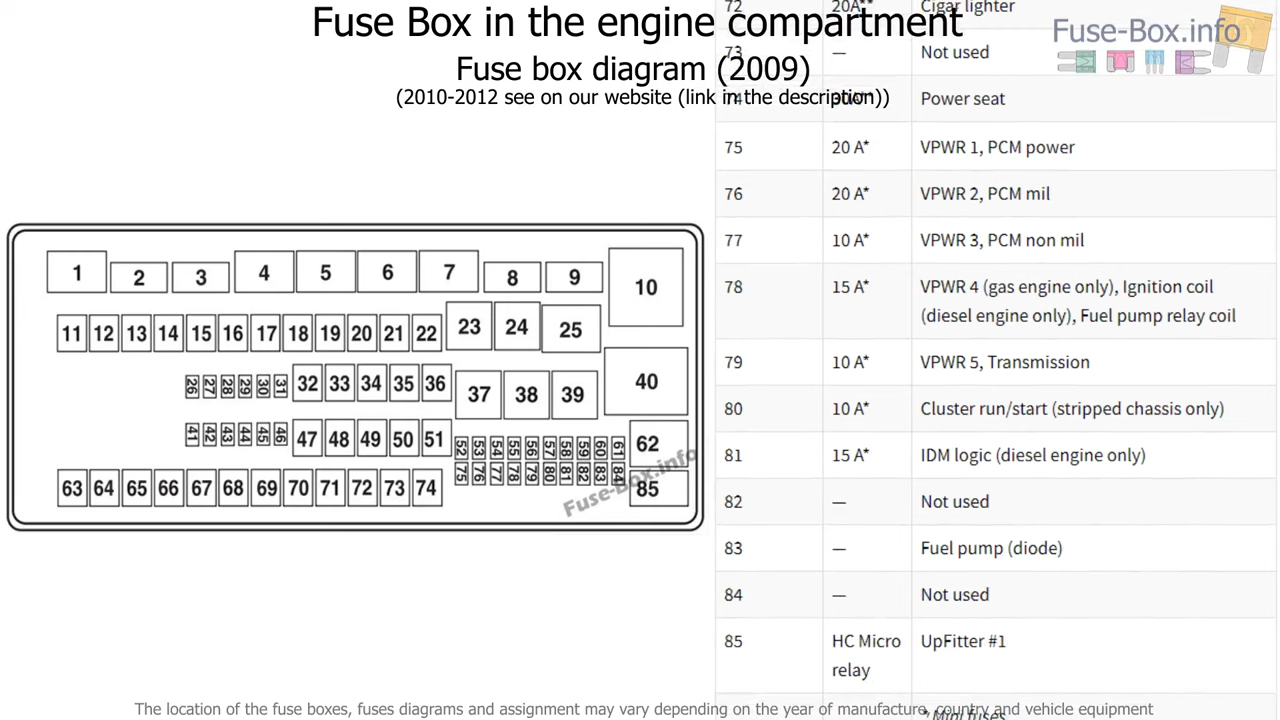 Fuse Box in the engine compartment
Fuse box diagram (2009)
(2010-2012 see on our website (link in the description))
Fuse-Box.info
72 20A** Cigar lighter
73 — Not used
74 Power seat
75 20 A* VPWR 1, PCM power
76 20 A* VPWR 2, PCM mil
77 10 A* VPWR 3, PCM non mil
78 15 A* VPWR 4 (gas engine only), Ignition coil
(diesel engine only), Fuel pump relay coil
79 10 A* VPWR 5, Transmission
80 10 A* Cluster run/start (stripped chassis only)
81 15 A* IDM logic (diesel engine only)
82 — Not used
83 — Fuel pump (diode)
84 — Not used
85 HC Micro UpFitter #1
relay
* Mini fuses
1 2 3 4 5 6 7 8 9 10
11 12 13 14 15 16 17 18 19 20 21 22 23 24 25
26 27 28 29 30 31 32 33 34 35 36 37 38 39 40
41 42 43 44 45 46 47 48 49 50 51
52 53 54 55 56 57 58 59 60 61 62
63 64 65 66 67 68 69 70 71 72 73 74
75 76 77 78 79 80 81 82 83 84 85
Fuse-Box.info
The location of the fuse boxes, fuses diagrams and assignment may vary depending on the year of manufacture, country and vehicle equipment